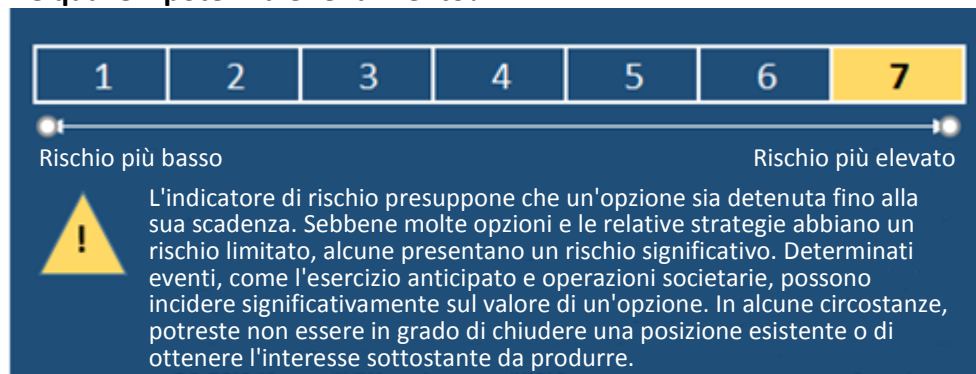 1 2 3 4 5 6 7
Rischio più basso Rischio più elevato
L'indicatore di rischio presuppone che un'opzione sia detenuta fino alla
sua scadenza. Sebbene molte opzioni e le relative strategie abbiano un
rischio limitato, alcune presentano un rischio significativo. Determinati
eventi, come l'esercizio anticipato e operazioni societarie, possono
incidere significativamente sul valore di un'opzione. In alcune circostanze,
potreste non essere in grado di chiudere una posizione esistente o di
ottenere l'interesse sottostante da produrre.
!